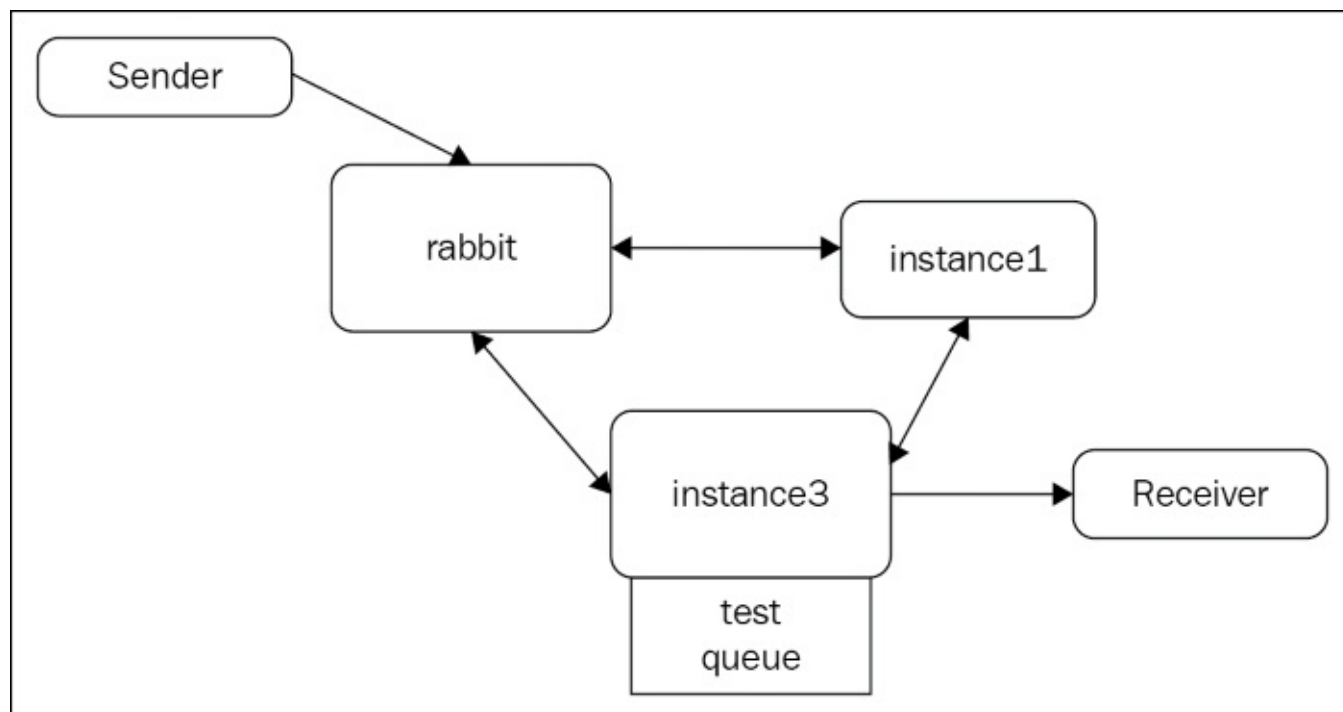 Sender
rabbit
instance1
instance3
Receiver
test
queue